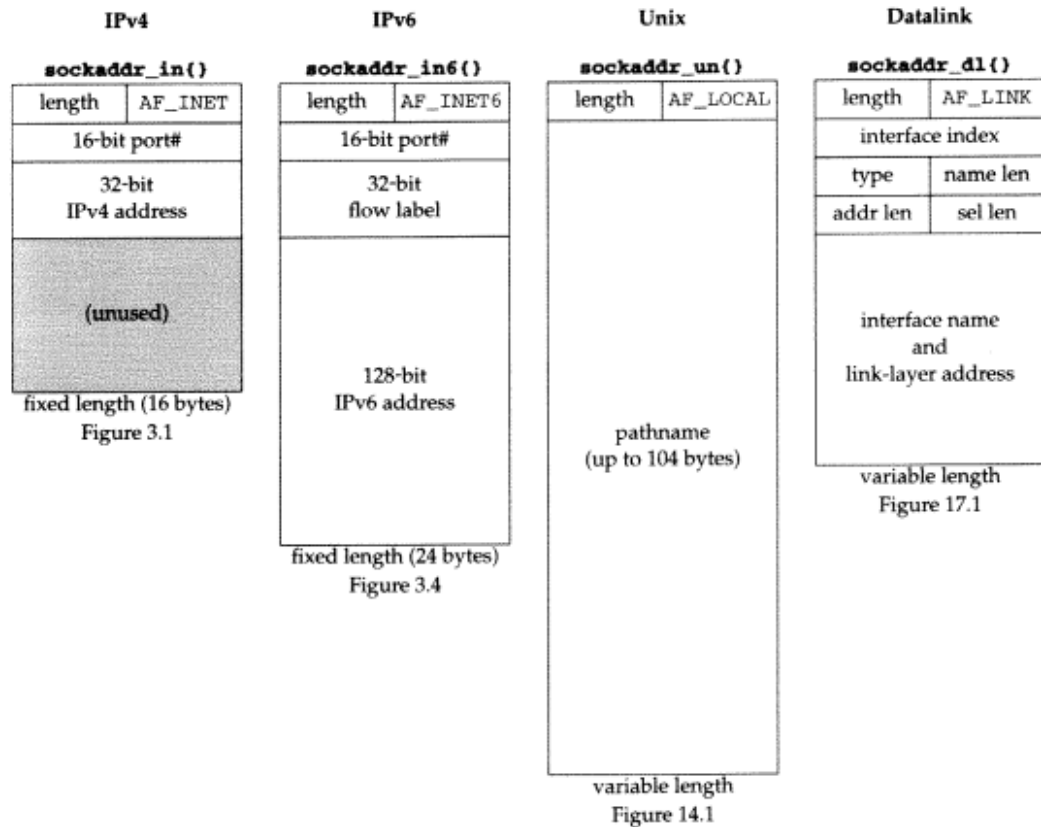 IPv4
sockaddr_in{}
length AF_INET
16-bit port#
32-bit
IPv4 address
(unused)
fixed length (16 bytes)
Figure 3.1
IPv6
sockaddr_in6{}
length AF_INET6
16-bit port#
32-bit
flow label
128-bit
IPv6 address
fixed length (24 bytes)
Figure 3.4
Unix
sockaddr_un{}
length AF_LOCAL
pathname
(up to 104 bytes)
variable length
Figure 14.1
Datalink
sockaddr_dl{}
length AF_LINK
interface index
type name len
addr len sel len
interface name
and
link-layer address
variable length
Figure 17.1